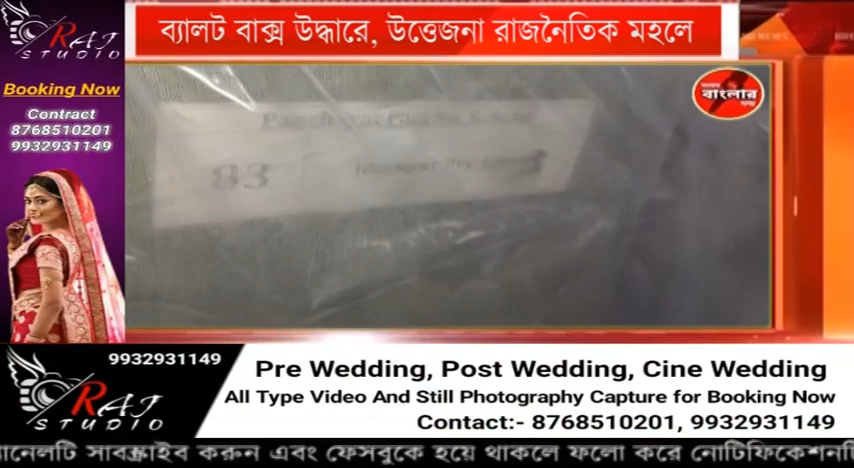 ব্যালট বাক্স উদ্ধারে, উত্তেজনা রাজনৈতিক মহলে
RAJ
STUDIO
Booking Now
Contract
8768510201
9932931149
বাংলার
83
9932931149
RAJ
STUDIO
Pre Wedding, Post Wedding, Cine Wedding
All Type Video And Still Photography Capture for Booking Now
Contact:- 8768510201, 9932931149
সাবস্ক্রাইব করুন এবং ফেসবুকে হয়ে থাকলে ফলো করে